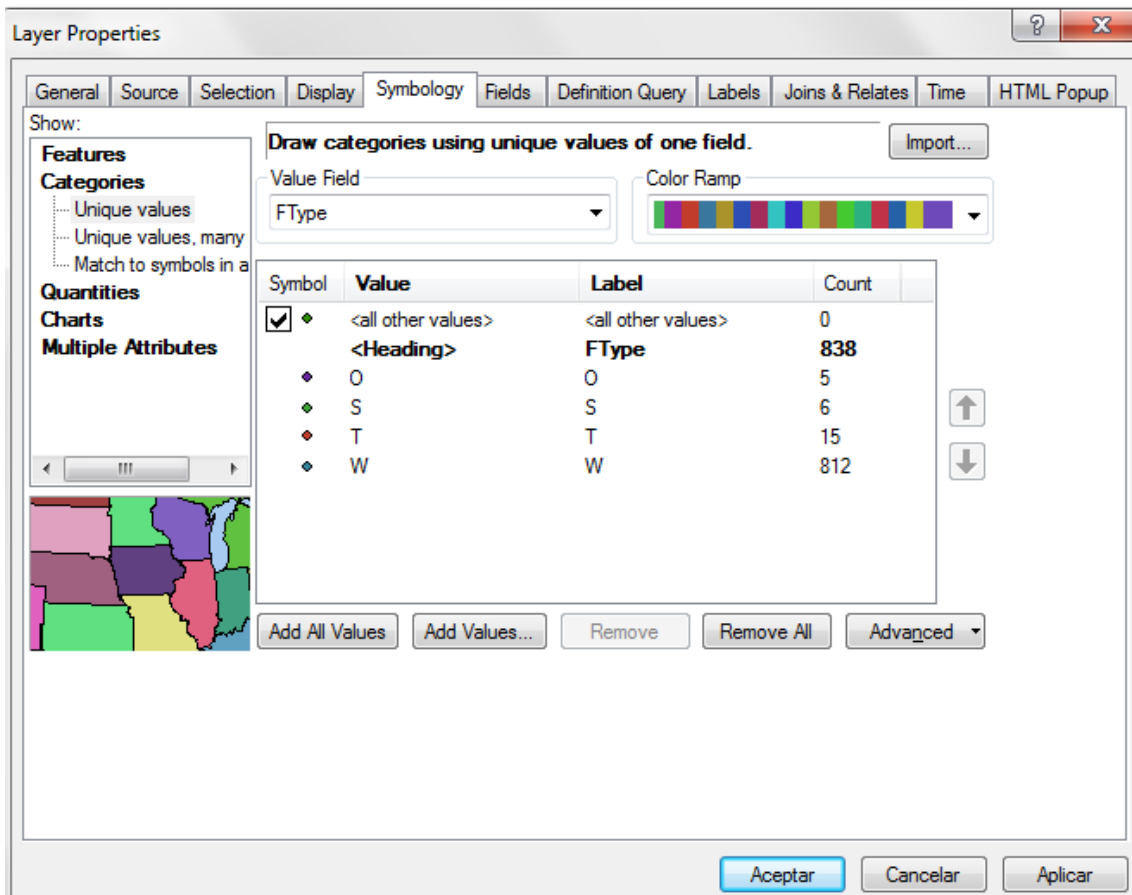 Layer Properties
General Source Selection Display Symbology Fields Definition Query Labels Joins & Relates Time HTML Popup
Show:
Features
Categories
Unique values
Unique values, many
Match to symbols in a
Quantities
Charts
Multiple Attributes
Draw categories using unique values of one field.
Import...
Value Field
FType
Color Ramp
Symbol Value Label Count
<all other values> <all other values> 0
<Heading> FType 838
O O 5
S S 6
T T 15
W W 812
Add All Values Add Values... Remove Remove All Advanced
Aceptar Cancelar Aplicar